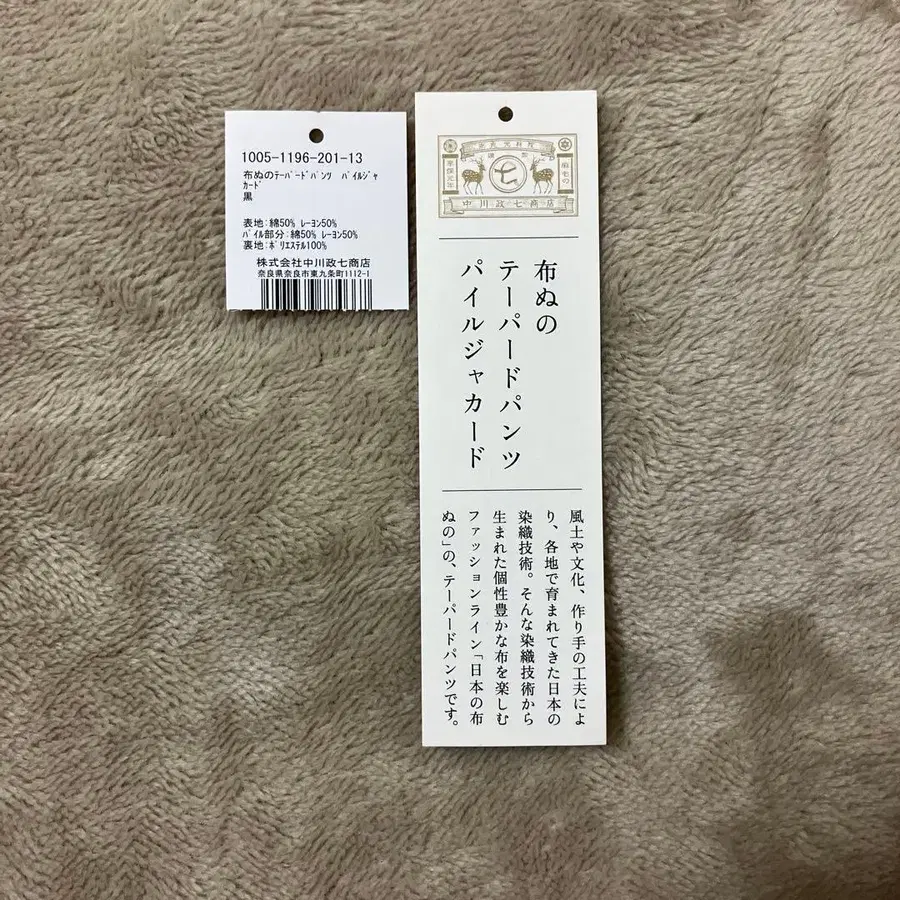 1005-1196-201-13
布ぬのﾃｰﾊﾟｰﾄﾞﾊﾟﾝﾂ ﾊﾟｲﾙｼﾞｬ
ｶｰﾄﾞ
黒
表地:綿50% ﾚｰﾖﾝ50%
ﾊﾟｲﾙ部分:綿50% ﾚｰﾖﾝ50%
裏地:ﾎﾟﾘｴｽﾃﾙ100%
株式会社中川政七商店
奈良県奈良市東九条町1112-1
七
中川政七商店
布ぬの
テーパードパンツ
パイルジャカード
風土や文化、作り手の工夫によ
り、各地で育まれてきた日本の
染織技術。そんな染織技術から
生まれた個性豊かな布を楽しむ
ファッションライン「日本の布
ぬの」の、テーパードパンツです。